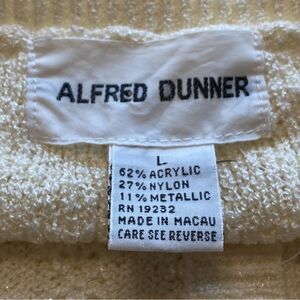 ALFRED DUNNER
L
62% ACRYLIC
27% NYLON
11% METALLIC
RN 19232
MADE IN MACAU
CARE SEE REVERSE